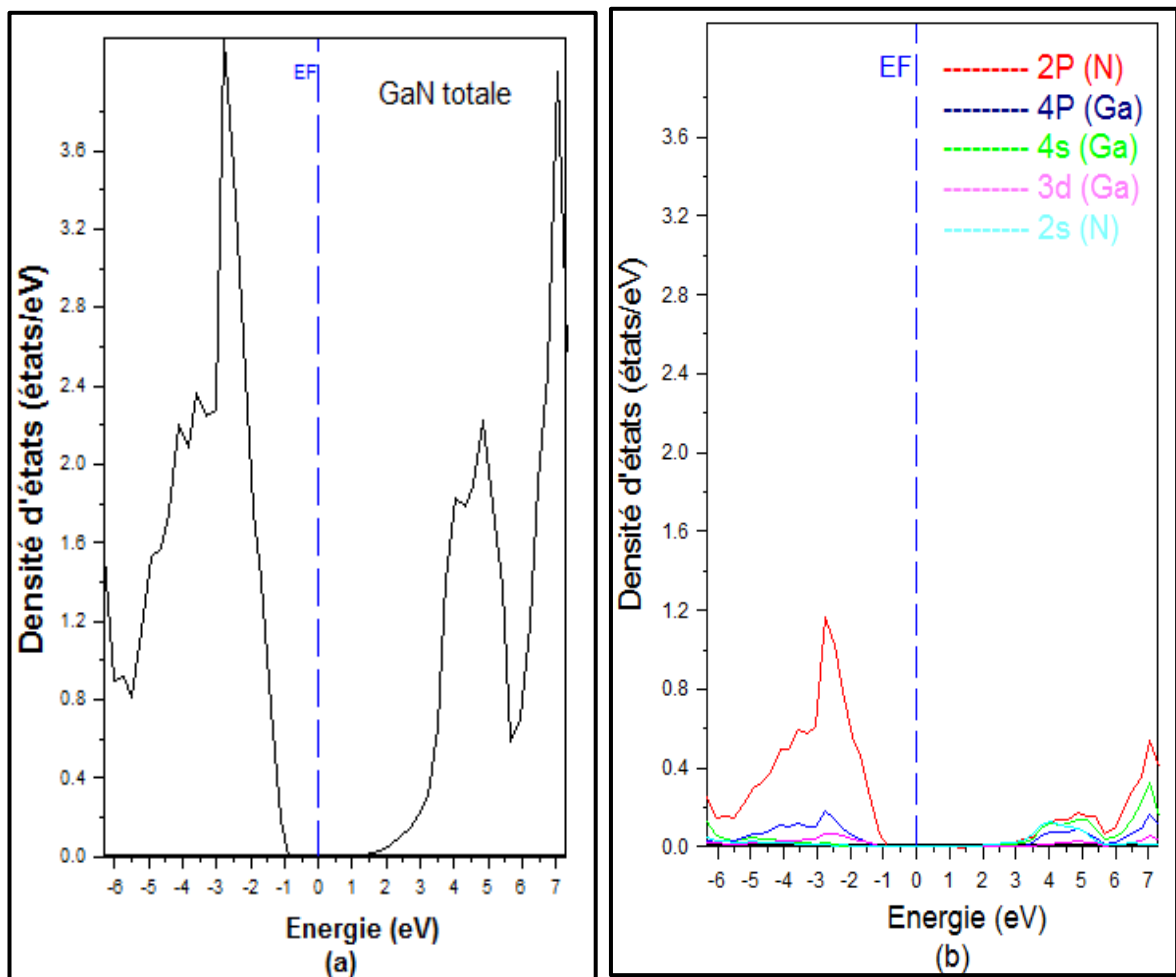 EF
GaN totale
Densité d'états (états/eV)
3.6
3.2
2.8
2.4
2.0
1.6
1.2
0.8
0.4
0.0
-6 -5 -4 -3 -2 -1 0 1 2 3 4 5 6 7
Energie (eV)
(a)
EF
--------- 2P (N)
--------- 4P (Ga)
--------- 4s (Ga)
--------- 3d (Ga)
--------- 2s (N)
Densité d'états (états/eV)
3.6
3.2
2.8
2.4
2.0
1.6
1.2
0.8
0.4
0.0
-6 -5 -4 -3 -2 -1 0 1 2 3 4 5 6 7
Energie (eV)
(b)